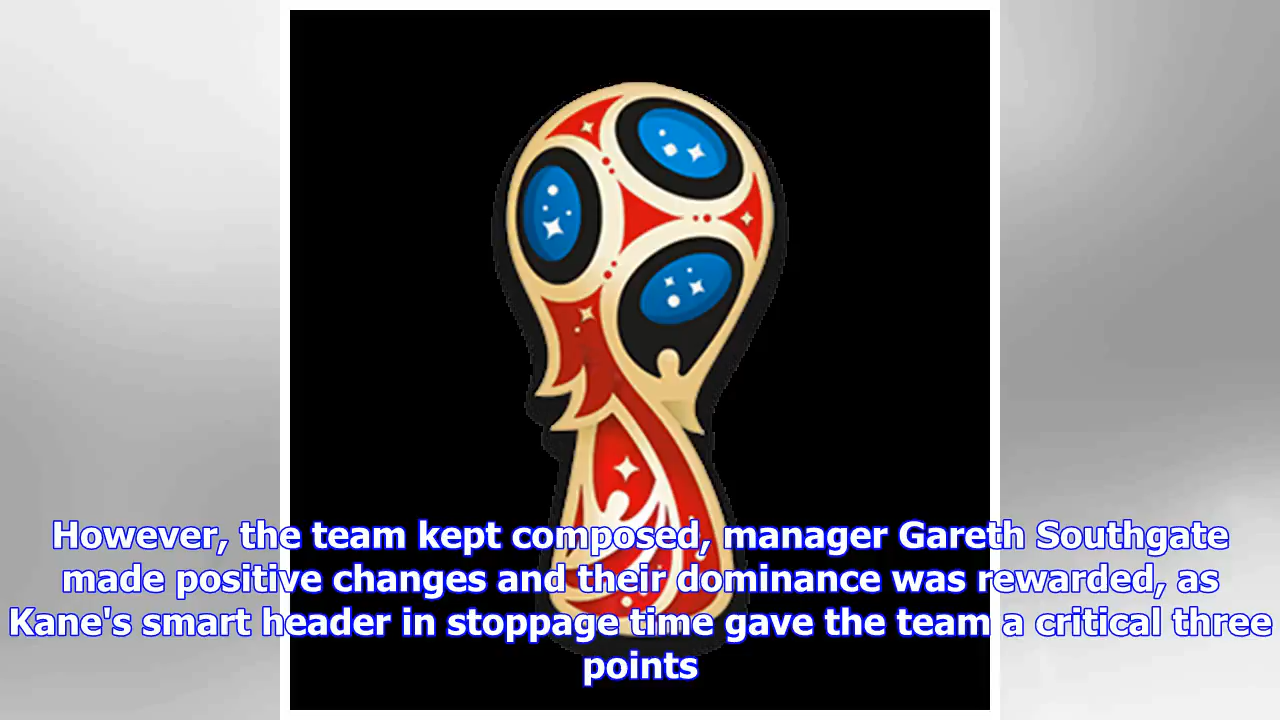 However, the team kept composed, manager Gareth Southgate
made positive changes and their dominance was rewarded, as
Kane's smart header in stoppage time gave the team a critical three
points